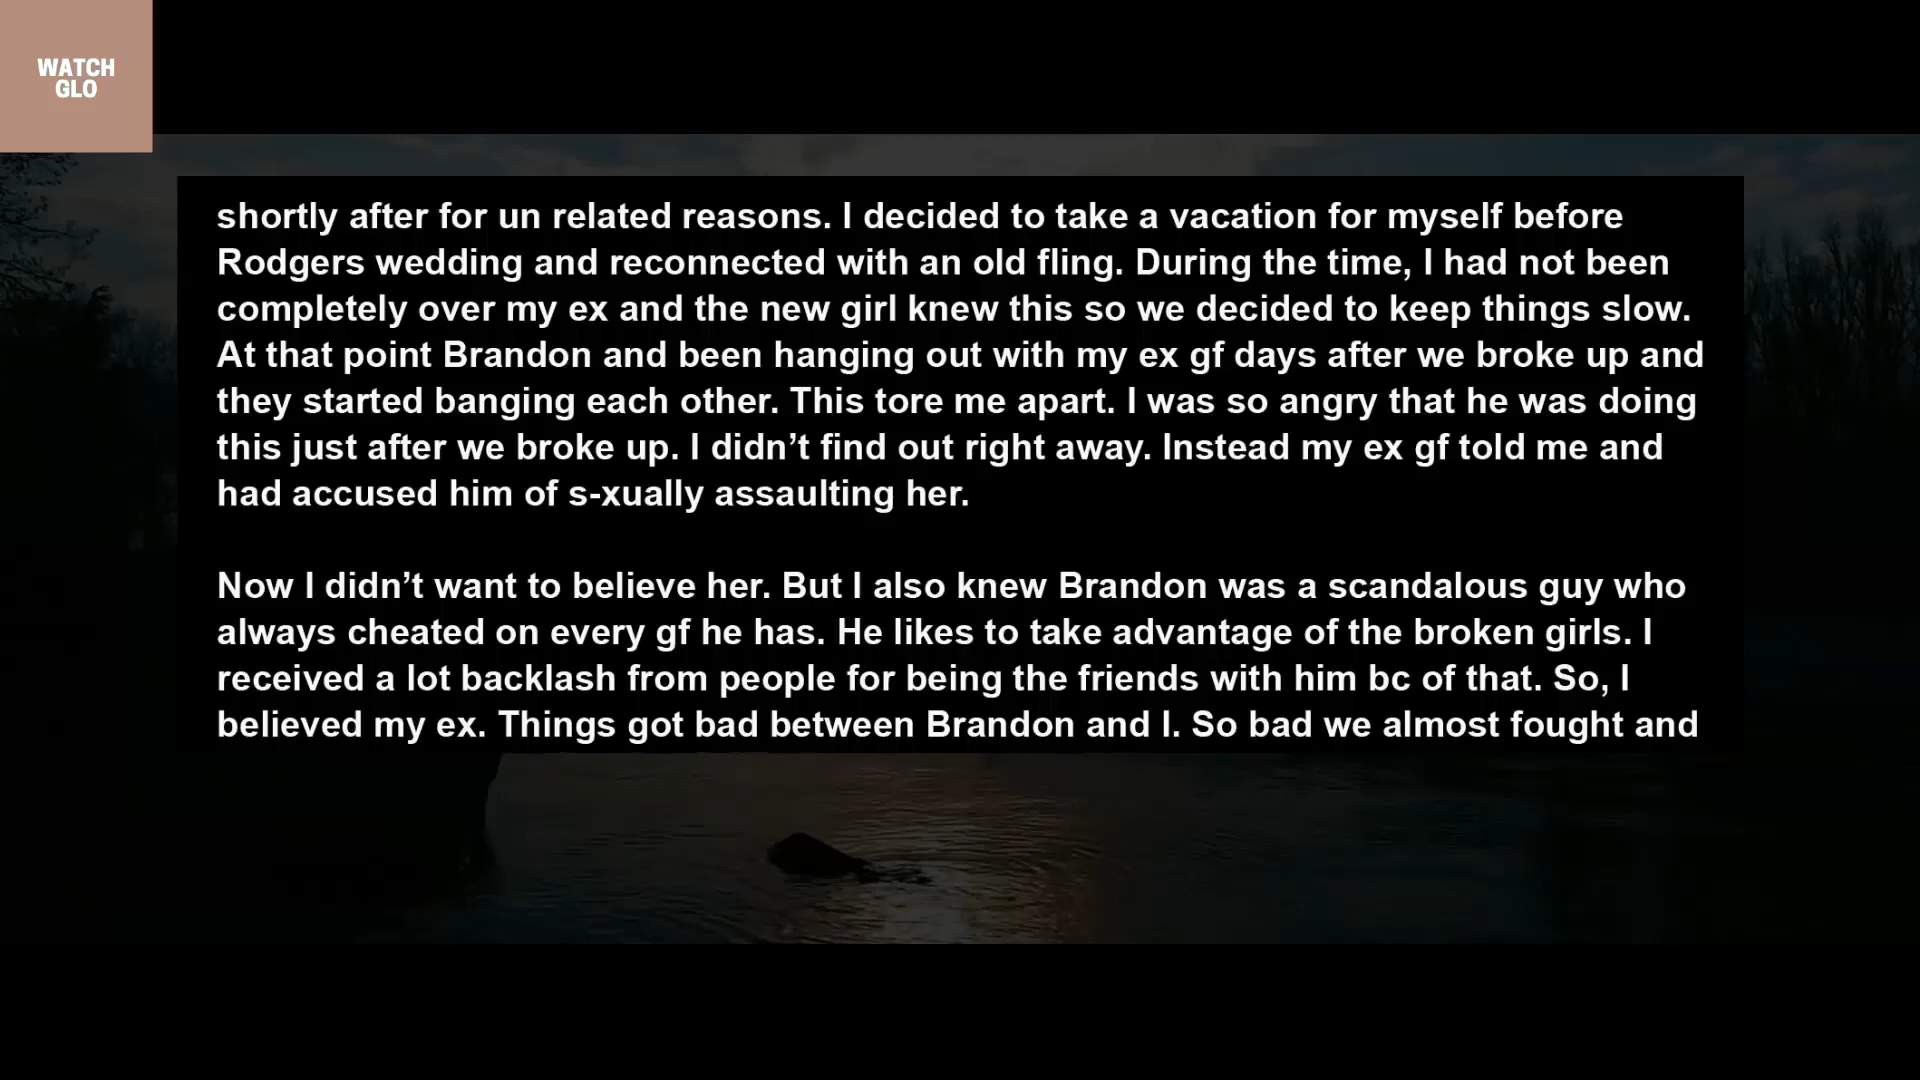 WATCH
GLO
shortly after for un related reasons. I decided to take a vacation for myself before
Rodgers wedding and reconnected with an old fling. During the time, I had not been
completely over my ex and the new girl knew this so we decided to keep things slow.
At that point Brandon and been hanging out with my ex gf days after we broke up and
they started banging each other. This tore me apart. I was so angry that he was doing
this just after we broke up. I didn’t find out right away. Instead my ex gf told me and
had accused him of s-xually assaulting her.
Now I didn’t want to believe her. But I also knew Brandon was a scandalous guy who
always cheated on every gf he has. He likes to take advantage of the broken girls. I
received a lot backlash from people for being the friends with him bc of that. So, I
believed my ex. Things got bad between Brandon and I. So bad we almost fought and